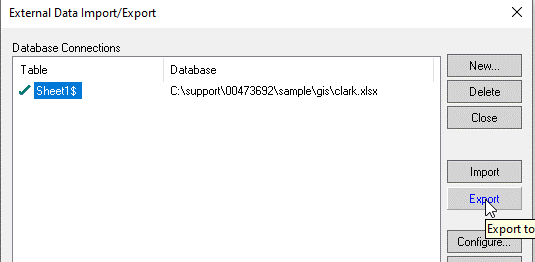 External Data Import/Export
Database Connections
Table Database
Sheet1$ C:\support\00473692\sample\gis\clark.xlsx
New...
Delete
Close
Import
Export
Export to
Configure...